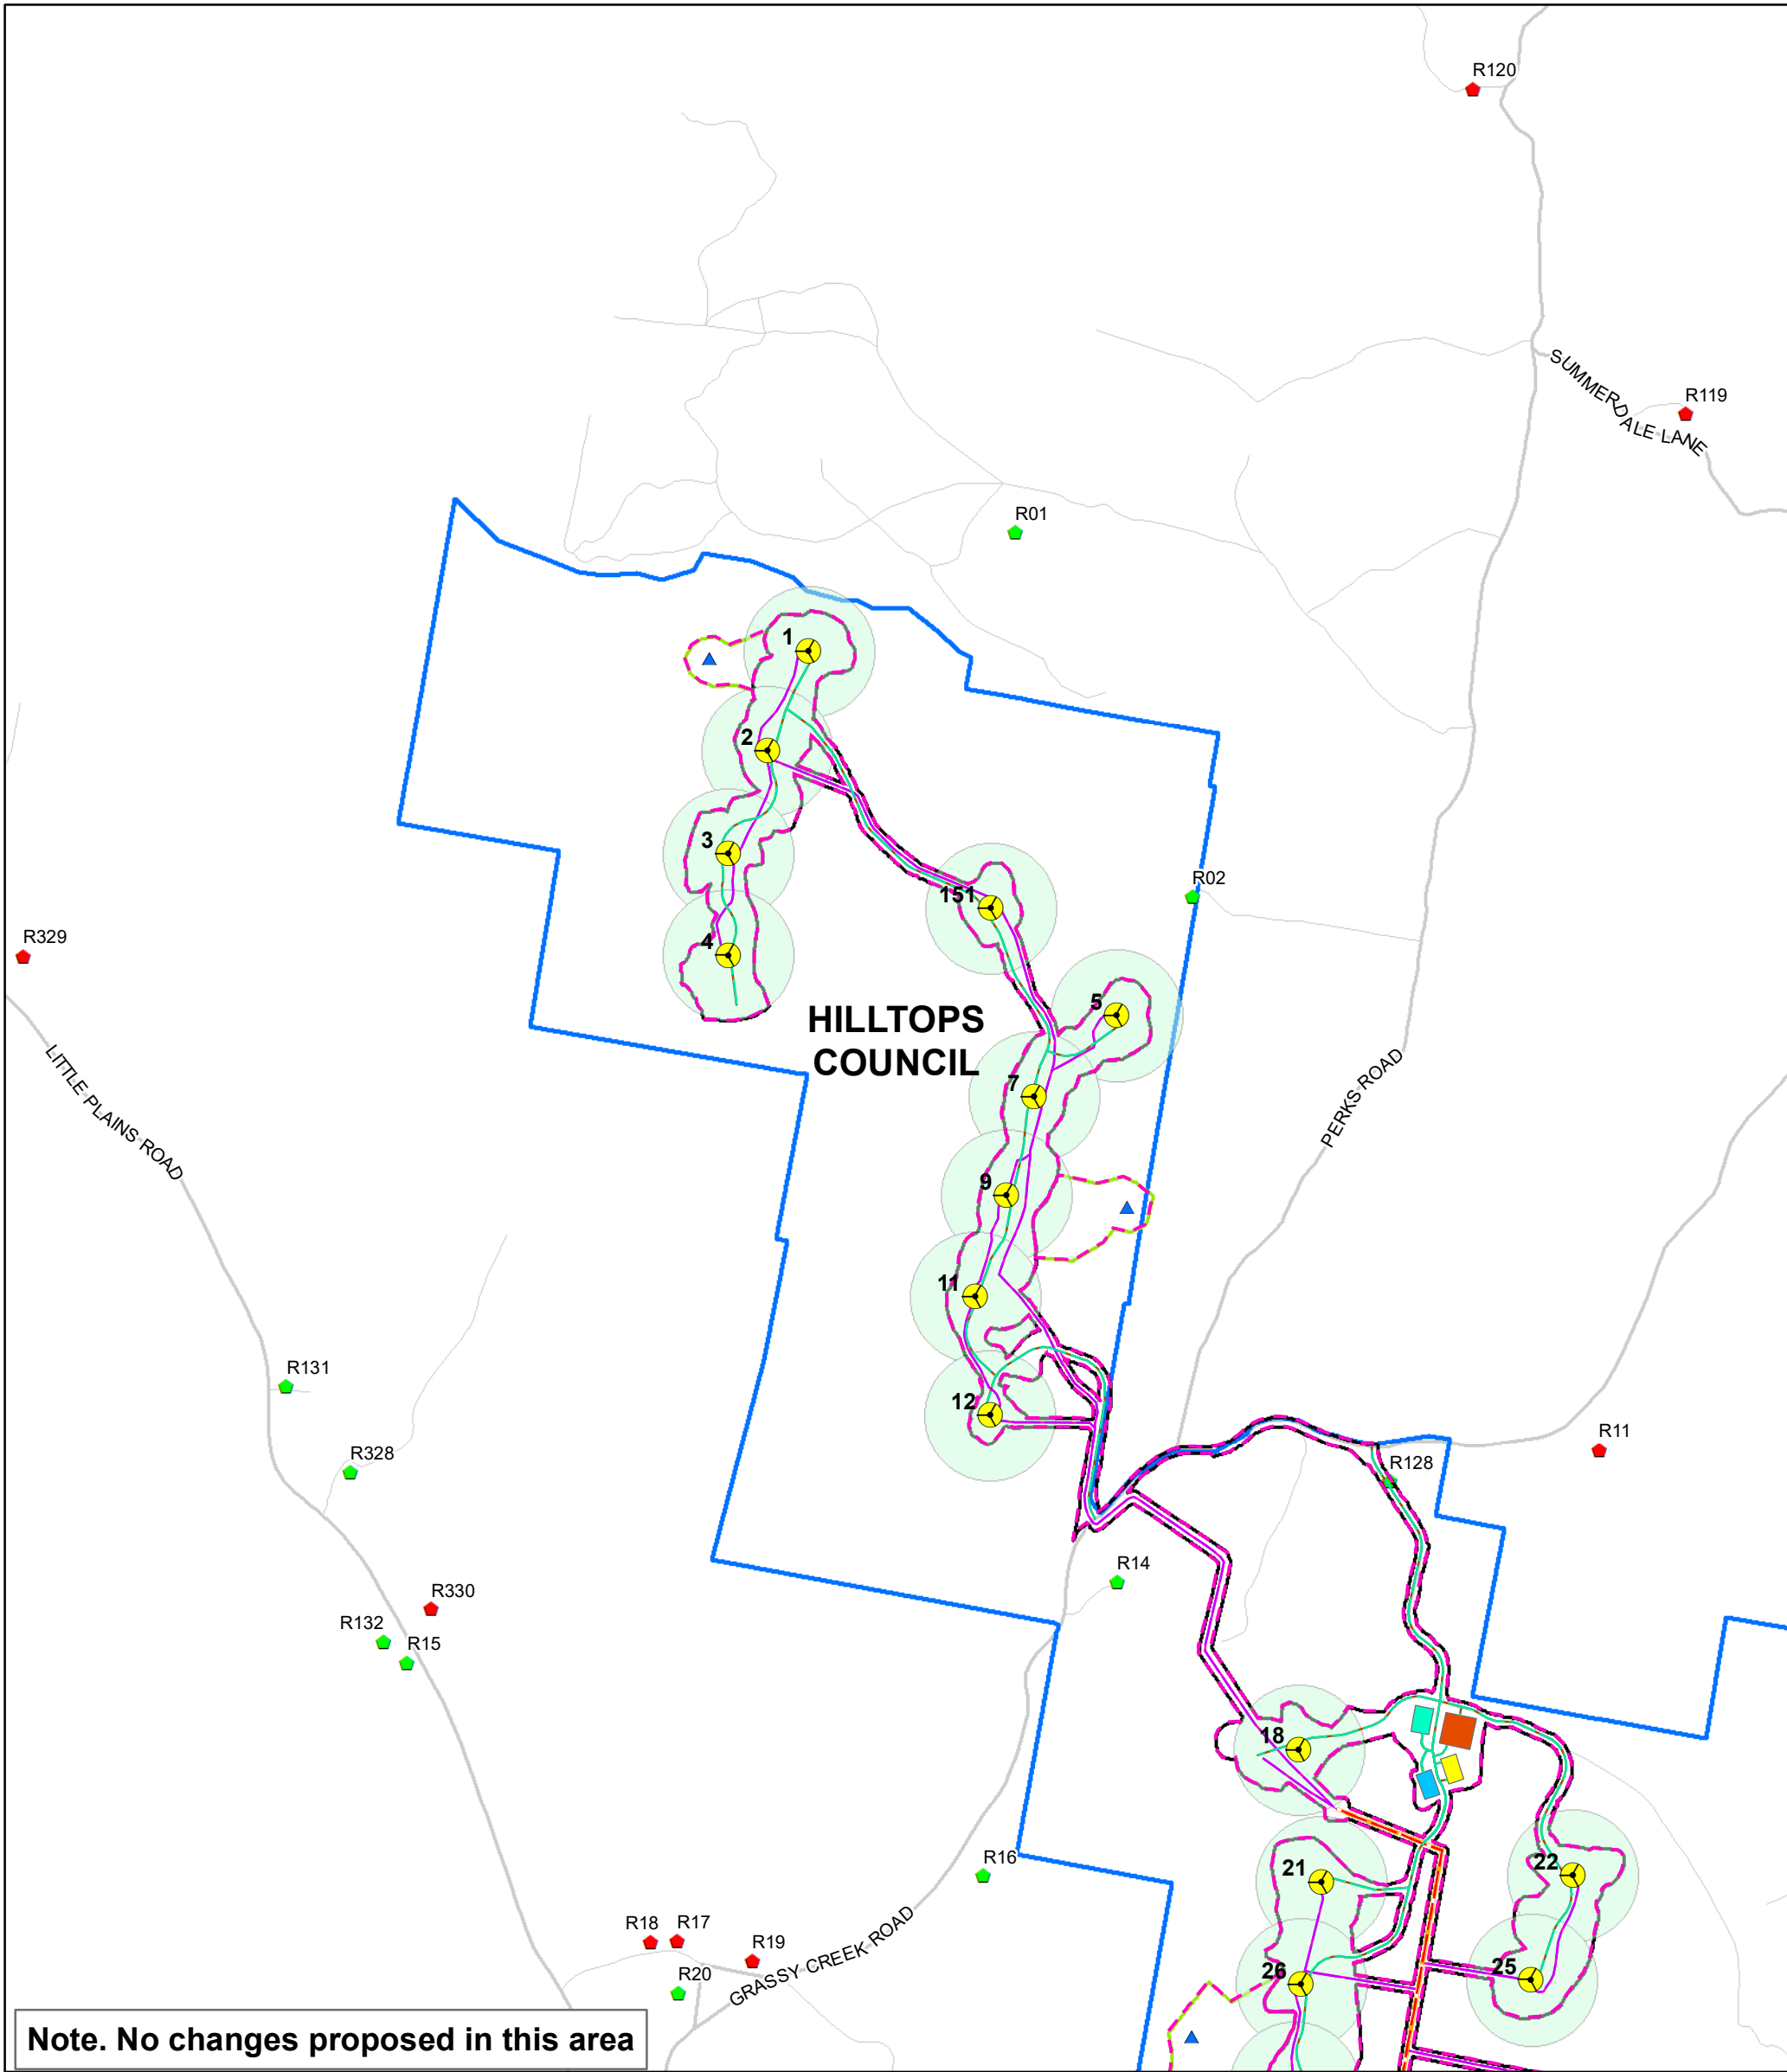 R120
SUMMERDALE LANE
R119
R01
1
2
3
151
R02
4
R329
5
HILLTOPS
COUNCIL
7
LITTLE PLAINS ROAD
PERKS ROAD
9
11
R131
12
R11
R328
R128
R14
R330
R132
R15
18
R16
21
22
R18
R17
R19
GRASSY CREEK ROAD
R20
26
25
Note. No changes proposed in this area